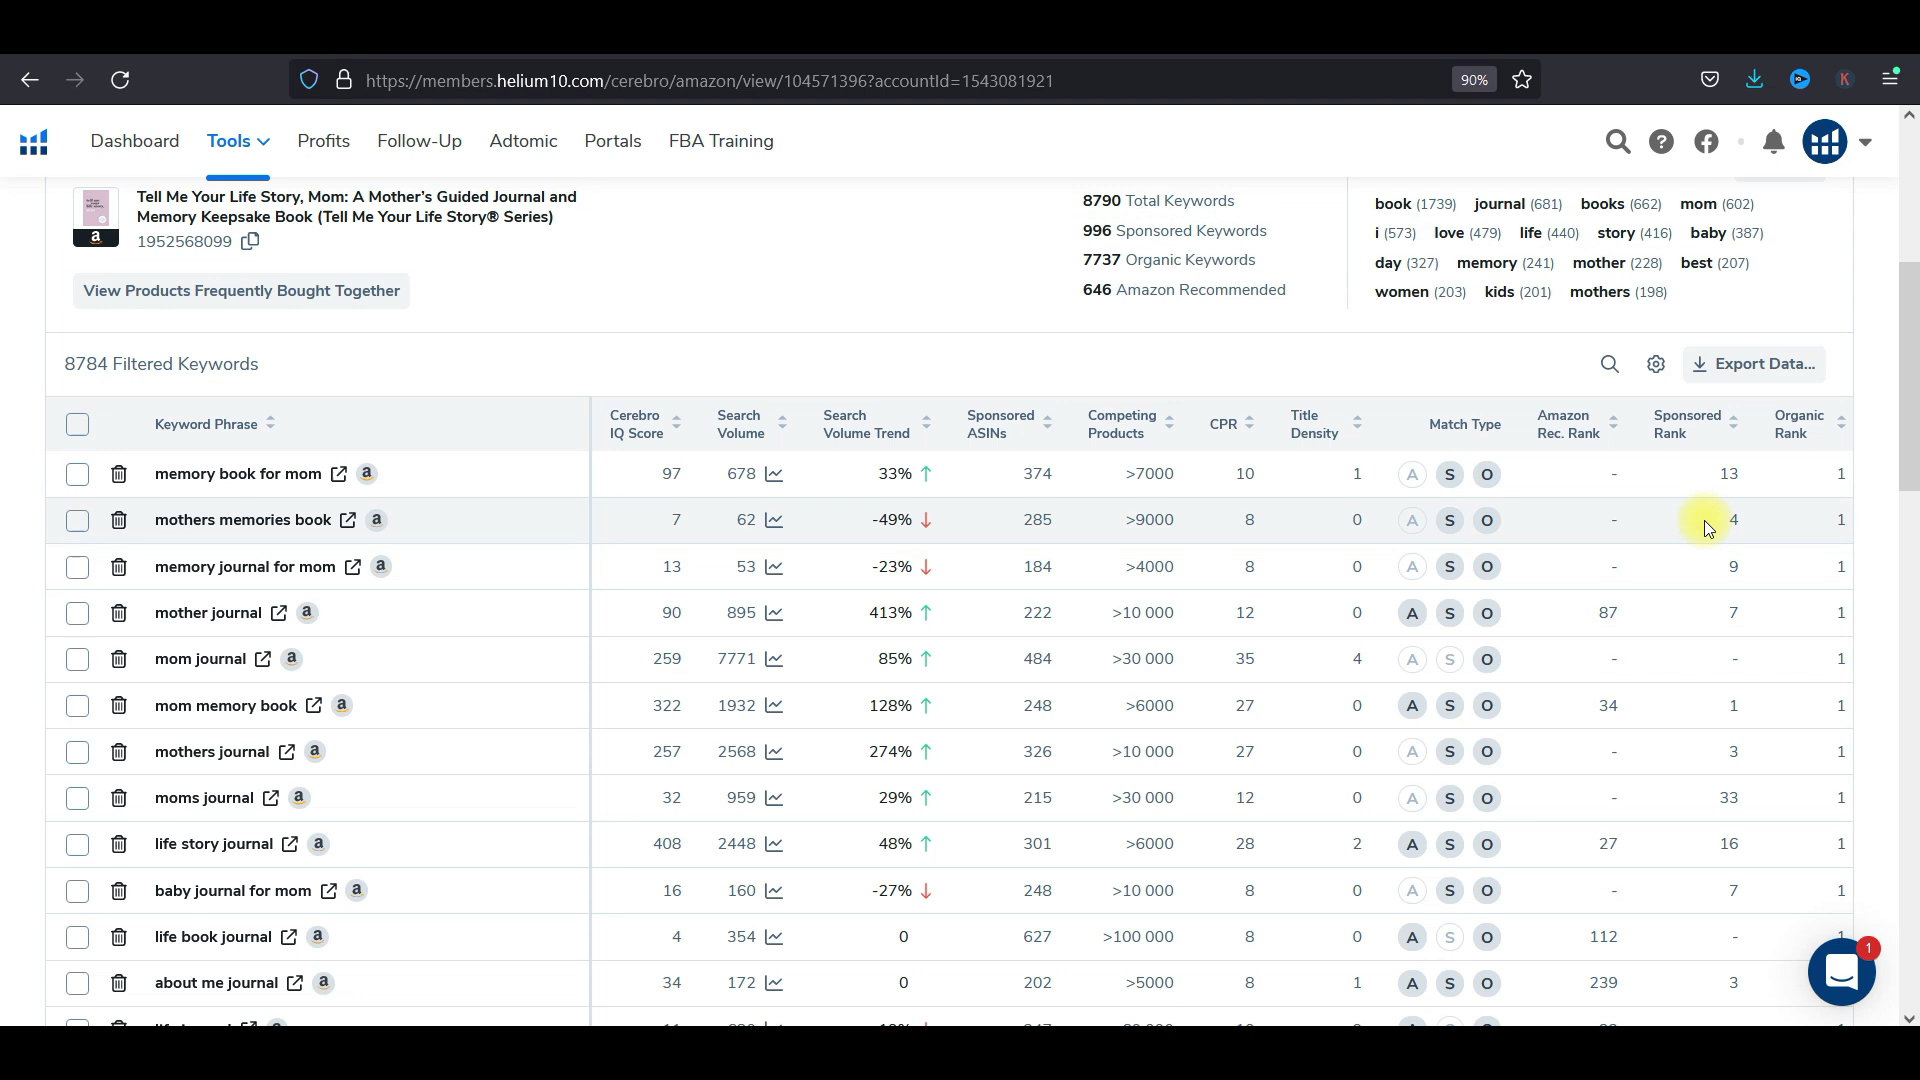 https://members.helium10.com/cerebro/amazon/view/104571396?accountId=1543081921 90% K
Dashboard Tools Profits Follow-Up Adtomic Portals FBA Training
Tell Me Your Life Story, Mom: A Mother's Guided Journal and
Memory Keepsake Book (Tell Me Your Life Story® Series)
1952568099
View Products Frequently Bought Together
8790 Total Keywords
996 Sponsored Keywords
7737 Organic Keywords
646 Amazon Recommended
book (1739) journal (681) books (662) mom (602)
i (573) love (479) life (440) story (416) baby (387)
day (327) memory (241) mother (228) best (207)
women (203) kids (201) mothers (198)
8784 Filtered Keywords Export Data...
Keyword Phrase Cerebro IQ Score Search Volume Search Volume Trend Sponsored ASINs Competing Products CPR Title Density Match Type Amazon Rec. Rank Sponsored Rank Organic Rank
memory book for mom a 97 678 33% 374 >7000 10 1 A S O - 13 1
mothers memories book a 7 62 -49% 285 >9000 8 0 A S O - 4 1
memory journal for mom a 13 53 -23% 184 >4000 8 0 A S O - 9 1
mother journal a 90 895 413% 222 >10 000 12 0 A S O 87 7 1
mom journal a 259 7771 85% 484 >30 000 35 4 A S O - - 1
mom memory book a 322 1932 128% 248 >6000 27 0 A S O 34 1 1
mothers journal a 257 2568 274% 326 >10 000 27 0 A S O - 3 1
moms journal a 32 959 29% 215 >30 000 12 0 A S O - 33 1
life story journal a 408 2448 48% 301 >6000 28 2 A S O 27 16 1
baby journal for mom a 16 160 -27% 248 >10 000 8 0 A S O - 7 1
life book journal a 4 354 0 627 >100 000 8 0 A S O 112 - 1
about me journal a 34 172 0 202 >5000 8 1 A S O 239 3
1